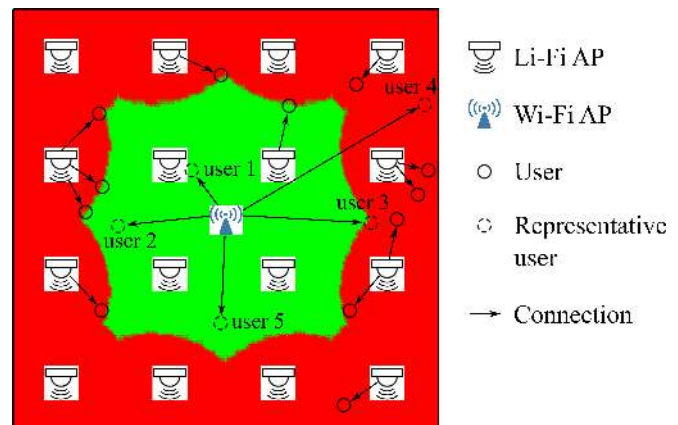 Li-Fi AP
user 4
Wi-Fi AP
user 1
User
user 3
user 2
Representative
user
user 5
Connection